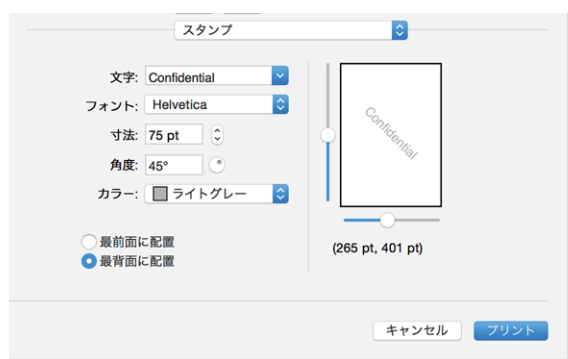 スタンプ
文字: Confidential
フォント: Helvetica
寸法: 75 pt
角度: 45°
カラー: ライトグレー
最前面に配置
最背面に配置
Confidential
(265 pt, 401 pt)
キャンセル
プリント